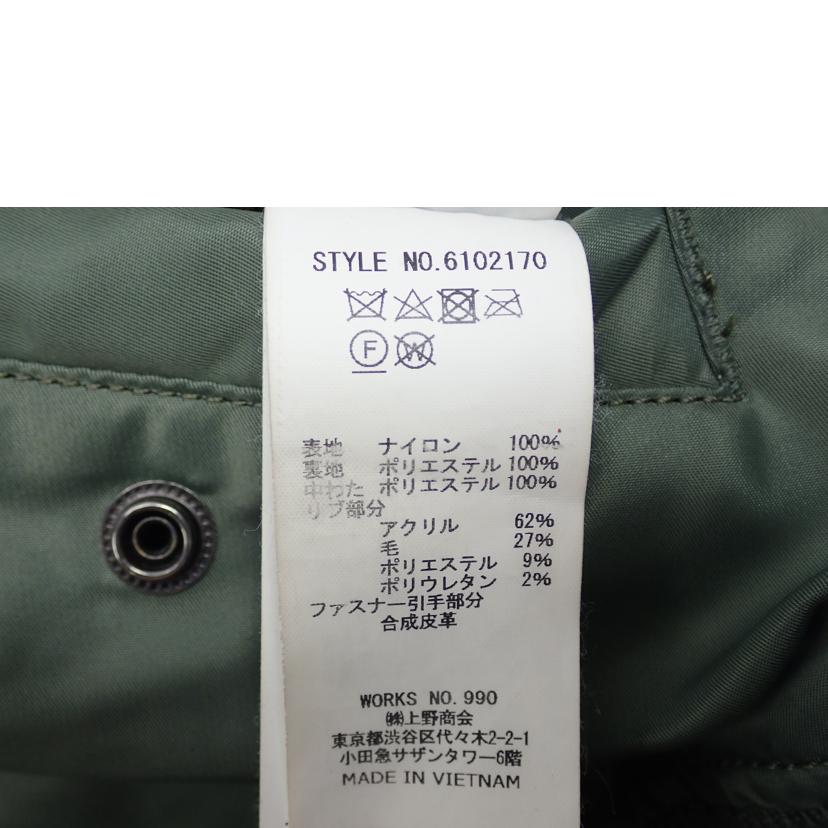 STYLE NO.6102170
F W
表地 ナイロン 100%
裏地 ポリエステル 100%
中わた ポリエステル 100%
リブ部分
アクリル 62%
毛 27%
ポリエステル 9%
ポリウレタン 2%
ファスナー引手部分
合成皮革
WORKS NO.990
㈱上野商会
東京都渋谷区代々木2-2-1
小田急サザンタワー6階
MADE IN VIETNAM